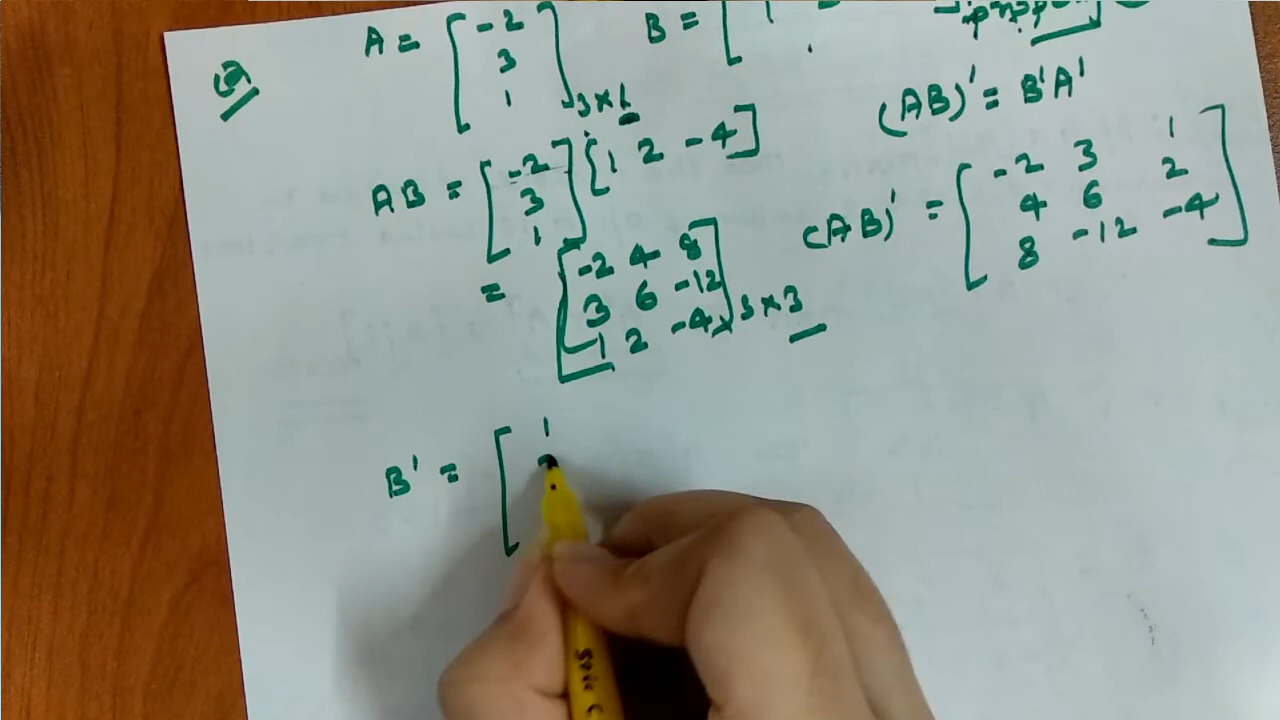 A = [ -2
3
1 ] 3×1
B = [ 1
(AB)' = B'A'
AB = [ -2
3
1 ] [ 1 2 -4 ]
= [ -2 4 8
3 6 -12
1 2 -4 ] 3×3
(AB)' = [ -2 3 1
4 6 2
8 -12 -4 ]
B' = [ 1